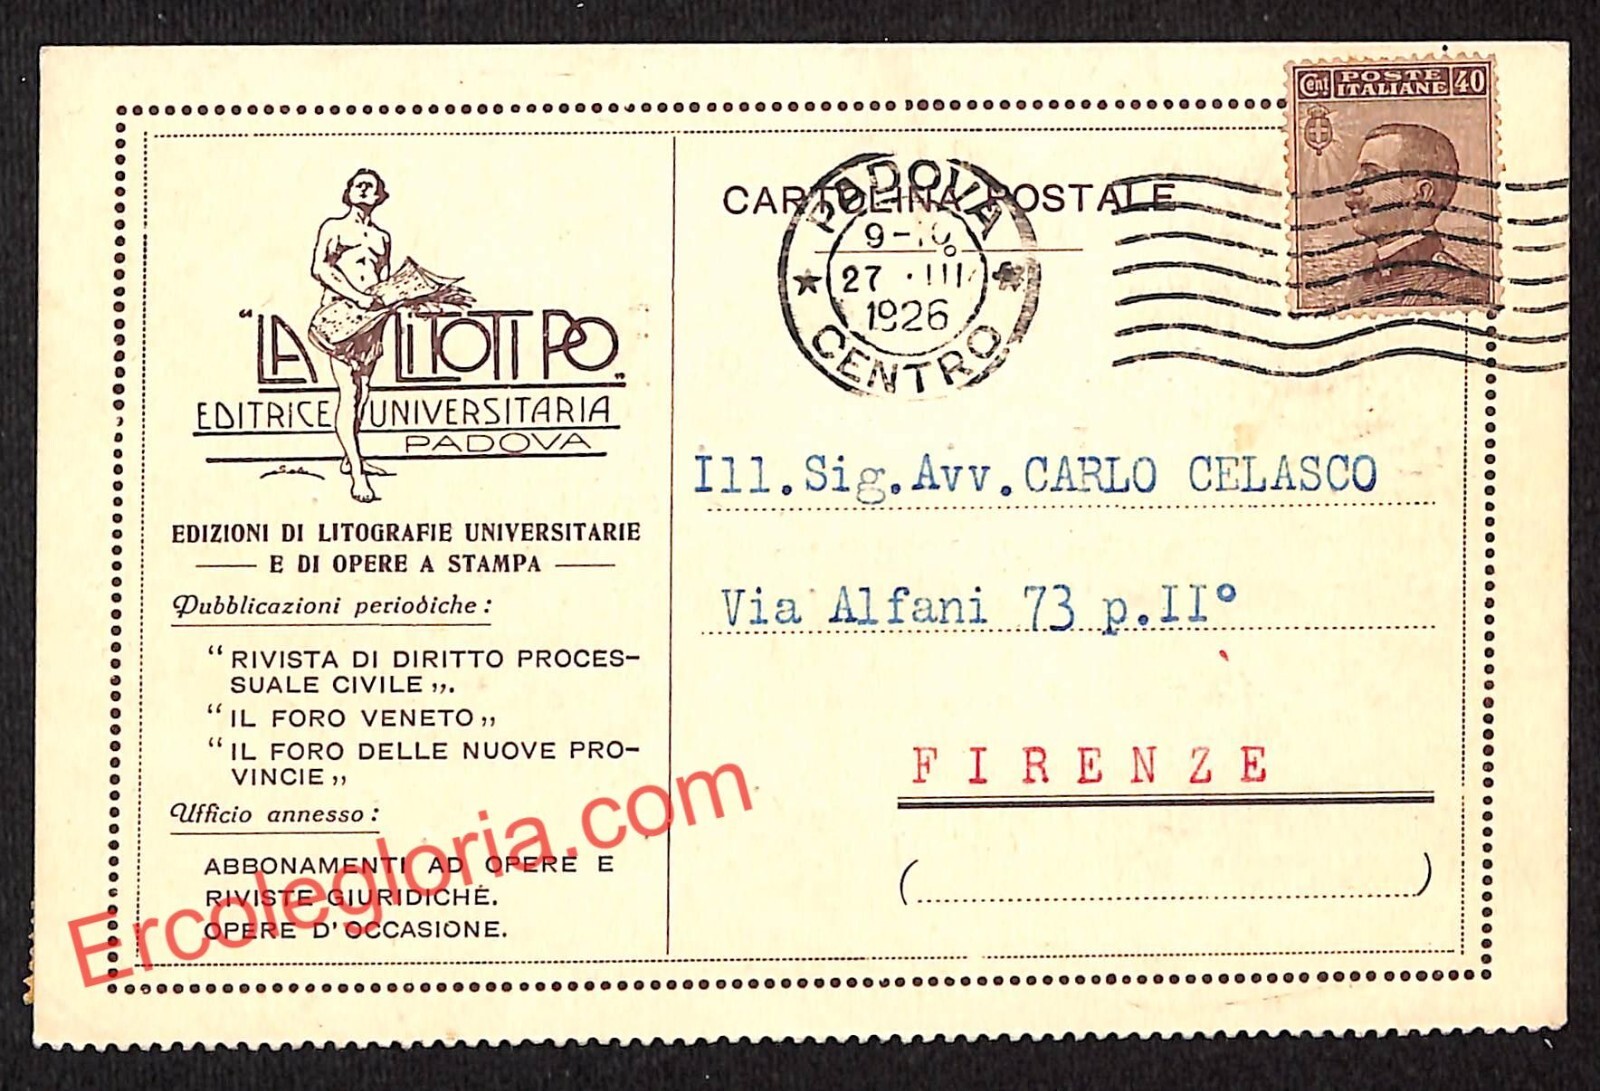 "LA LITOTIPO„
EDITRICE UNIVERSITARIA
PADOVA
EDIZIONI DI LITOGRAFIE UNIVERSITARIE
E DI OPERE A STAMPA
Pubblicazioni periodiche:
“RIVISTA DI DIRITTO PROCES-
SUALE CIVILE„.
“IL FORO VENETO„
“IL FORO DELLE NUOVE PRO-
VINCIE„
Ufficio annesso:
ABBONAMENTI AD OPERE E
RIVISTE GIURIDICHE.
OPERE D'OCCASIONE.
CARTOLINA POSTALE
PADOVA
27 · III
1926
CENTRO
Cent POSTE ITALIANE 40
Ill.Sig.Avv.CARLO CELASCO
Via Alfani 73 p.II°
FIRENZE
Ercolegloria.com